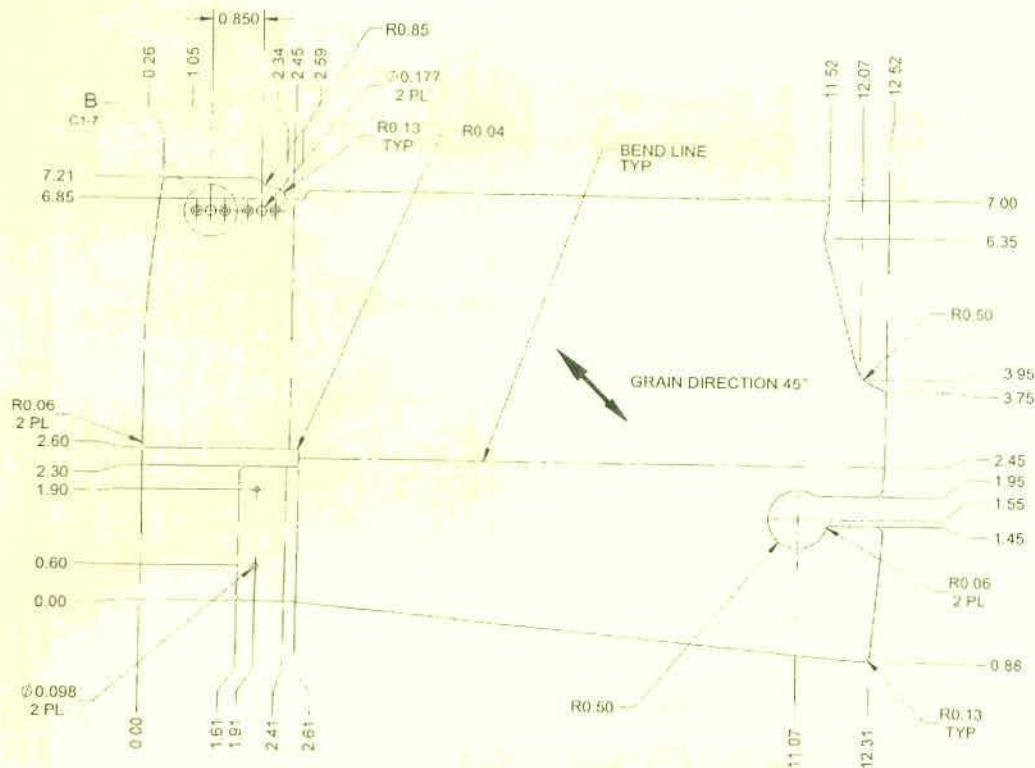 0.850
R0.85
0.26
1.05
2.34
2.45
2.59
0.177
2 PL
11.52
12.07
12.52
B
C1-7
R0.13
TYP
R0.04
BEND LINE
TYP
7.21
6.85
7.00
6.35
R0.50
GRAIN DIRECTION 45°
3.95
3.75
R0.06
2 PL
2.60
2.30
1.90
2.45
1.95
1.55
1.45
0.60
0.00
R0.06
2 PL
0.88
Ø0.098
2 PL
R0.50
R0.13
TYP
0.00
1.61
1.91
2.41
2.61
11.07
12.31